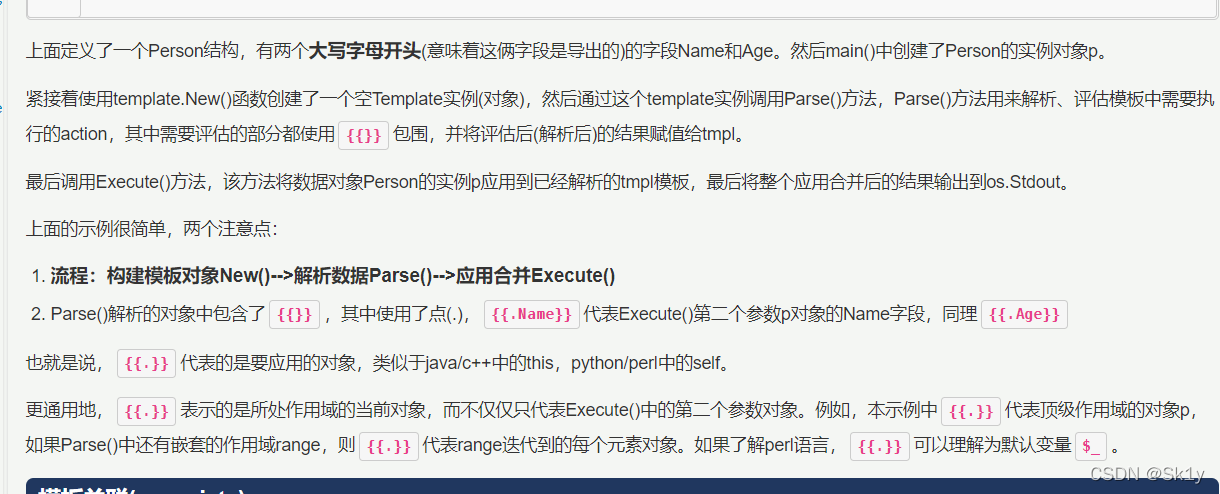 上面定义了一个Person结构，有两个大写字母开头(意味着这俩字段是导出的)的字段Name和Age。然后main()中创建了Person的实例对象p。
紧接着使用template.New()函数创建了一个空Template实例(对象)，然后通过这个template实例调用Parse()方法，Parse()方法用来解析、评估模板中需要执
行的action，其中需要评估的部分都使用 {{}} 包围，并将评估后(解析后)的结果赋值给tmpl。
最后调用Execute()方法，该方法将数据对象Person的实例p应用到已经解析的tmpl模板，最后将整个应用合并后的结果输出到os.Stdout。
上面的示例很简单，两个注意点：
1. 流程：构建模板对象New()-->解析数据Parse()-->应用合并Execute()
2. Parse()解析的对象中包含了 {{}} ，其中使用了点(.)， {{.Name}} 代表Execute()第二个参数p对象的Name字段，同理 {{.Age}}
也就是说， {{.}} 代表的是要应用的对象，类似于java/c++中的this，python/perl中的self。
更通用地， {{.}} 表示的是所处作用域的当前对象，而不仅仅只代表Execute()中的第二个参数对象。例如，本示例中 {{.}} 代表顶级作用域的对象p，
如果Parse()中还有嵌套的作用域range，则 {{.}} 代表range迭代到的每个元素对象。如果了解perl语言， {{.}} 可以理解为默认变量 $_ 。
CSDN @Sk1y